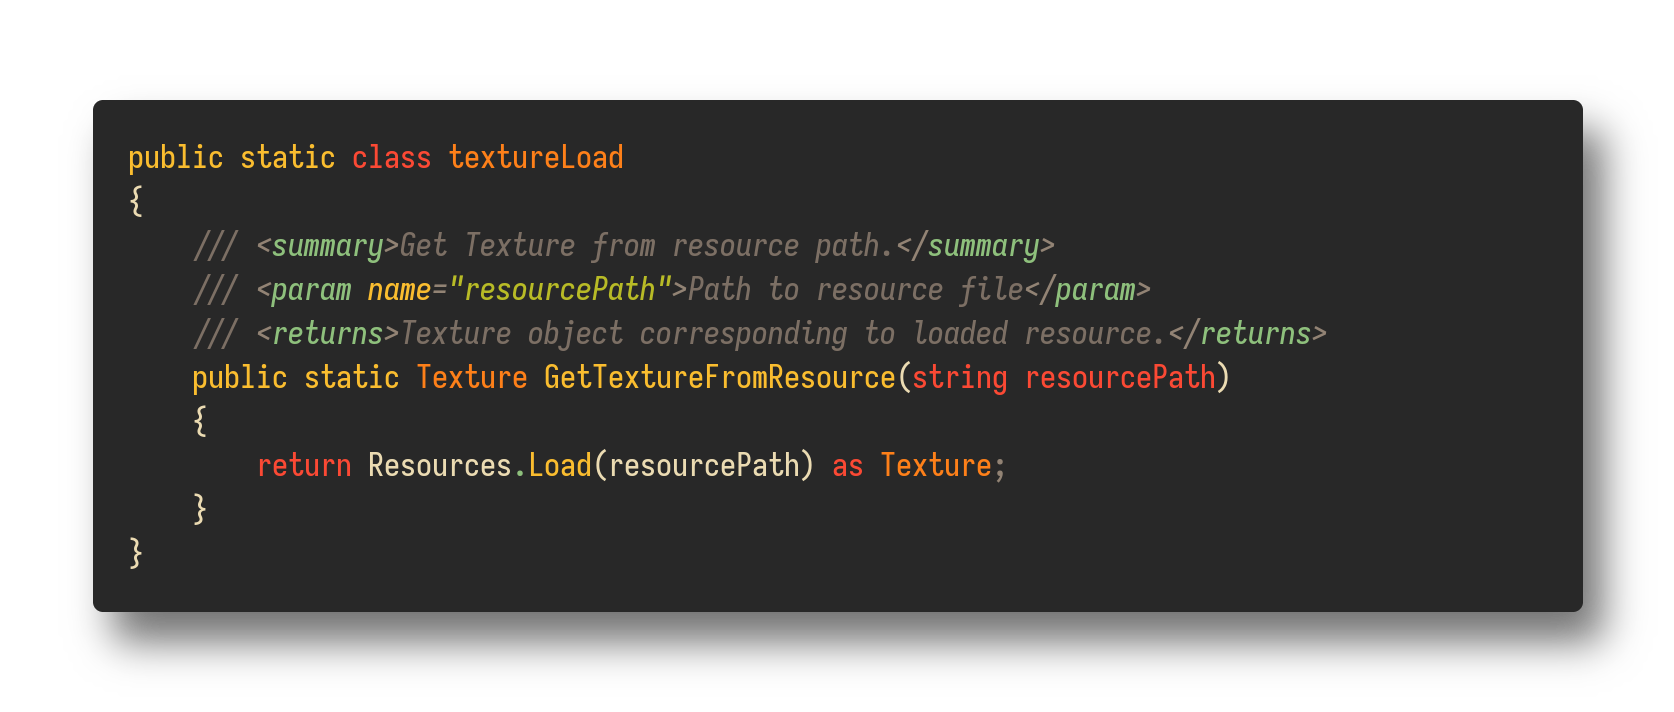 public static class textureLoad
{
    /// <summary>Get Texture from resource path.</summary>
    /// <param name="resourcePath">Path to resource file</param>
    /// <returns>Texture object corresponding to loaded resource.</returns>
    public static Texture GetTextureFromResource(string resourcePath)
    {
        return Resources.Load(resourcePath) as Texture;
    }
}